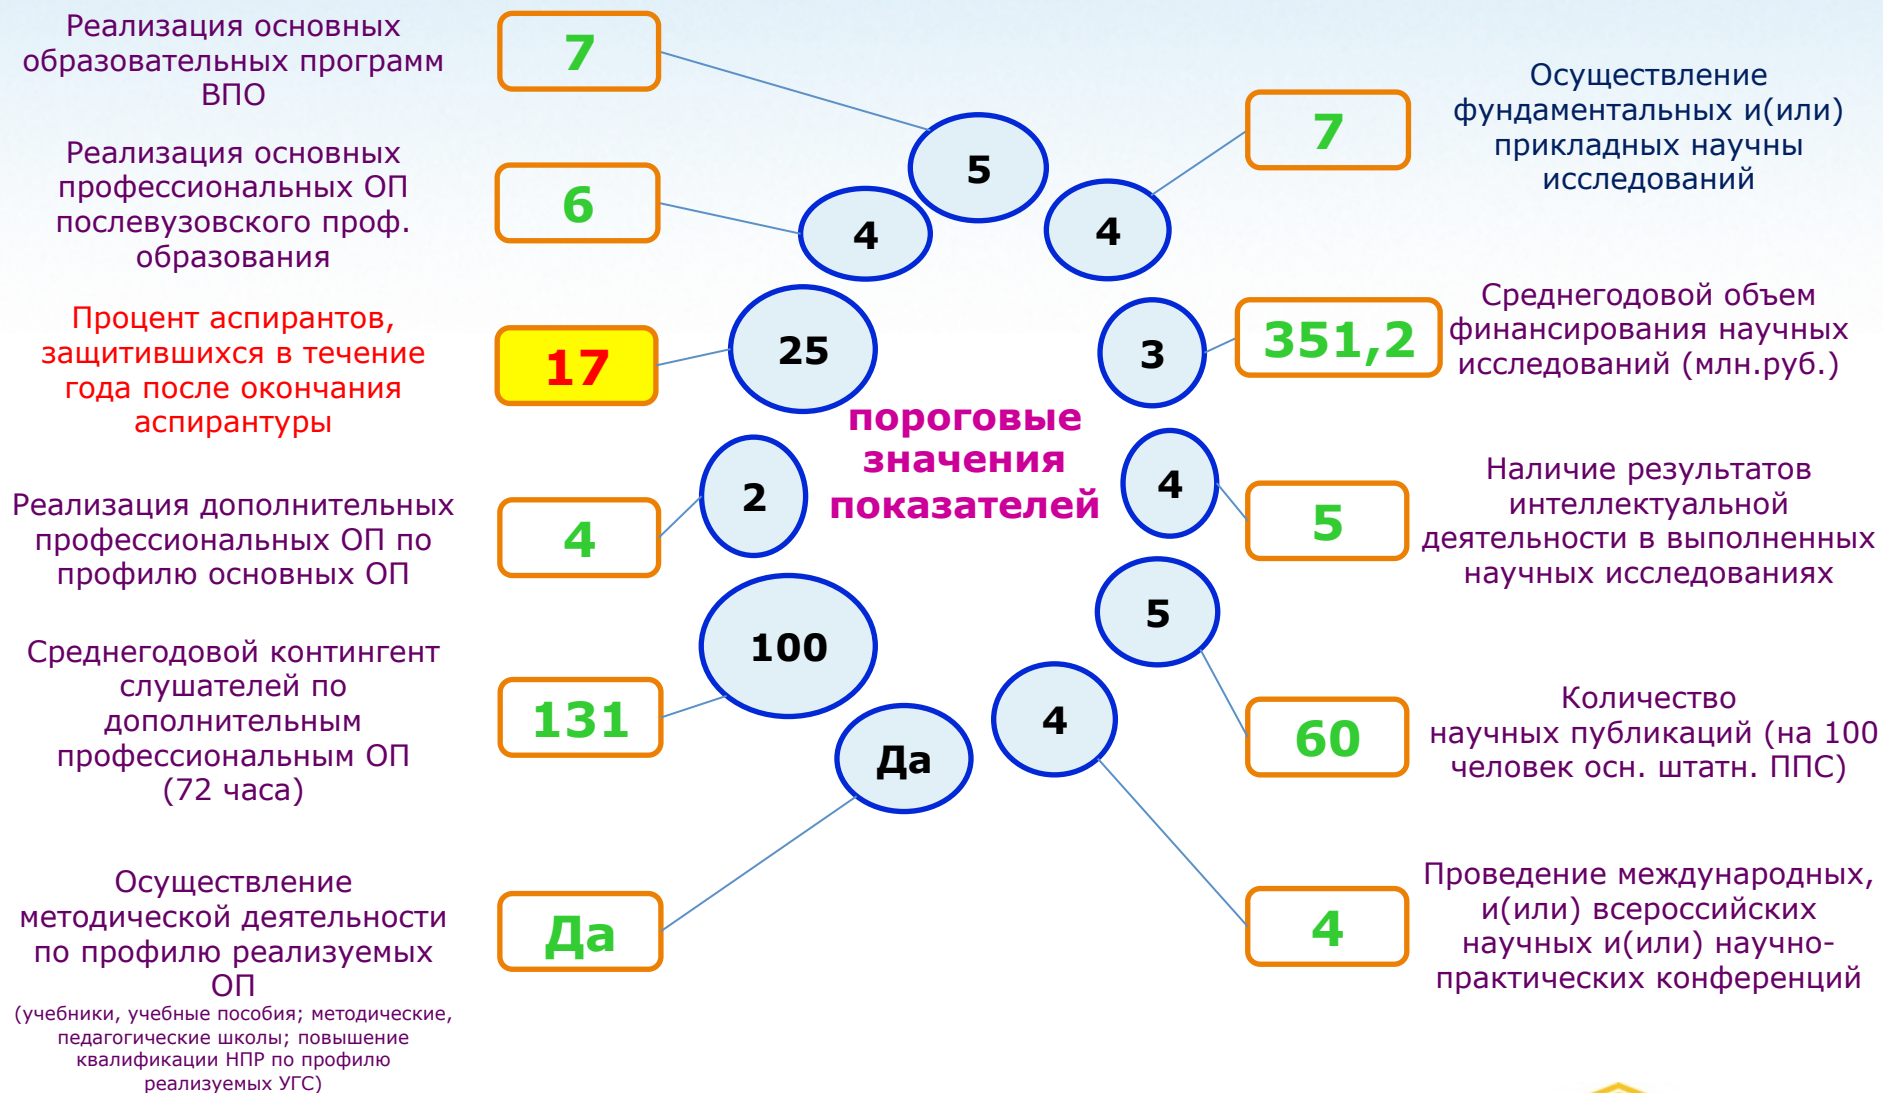 Реализация основных
образовательных программ
ВПО
7
5
Реализация основных
профессиональных ОП
послевузовского проф.
образования
6
4
Процент аспирантов,
защитившихся в течение
года после окончания
аспирантуры
17
25
Реализация дополнительных
профессиональных ОП по
профилю основных ОП
4
2
Среднегодовой контингент
слушателей по
дополнительным
профессиональным ОП
(72 часа)
131
100
Осуществление
методической деятельности
по профилю реализуемых
ОП
(учебники, учебные пособия; методические,
педагогические школы; повышение
квалификации НПР по профилю
реализуемых УГС)
Да
Да
пороговые
значения
показателей
4
7
Осуществление
фундаментальных и(или)
прикладных научны
исследований
3
351,2
Среднегодовой объем
финансирования научных
исследований (млн.руб.)
4
5
Наличие результатов
интеллектуальной
деятельности в выполненных
научных исследованиях
5
60
Количество
научных публикаций (на 100
человек осн. штатн. ППС)
4
4
Проведение международных,
и(или) всероссийских
научных и(или) научно-
практических конференций